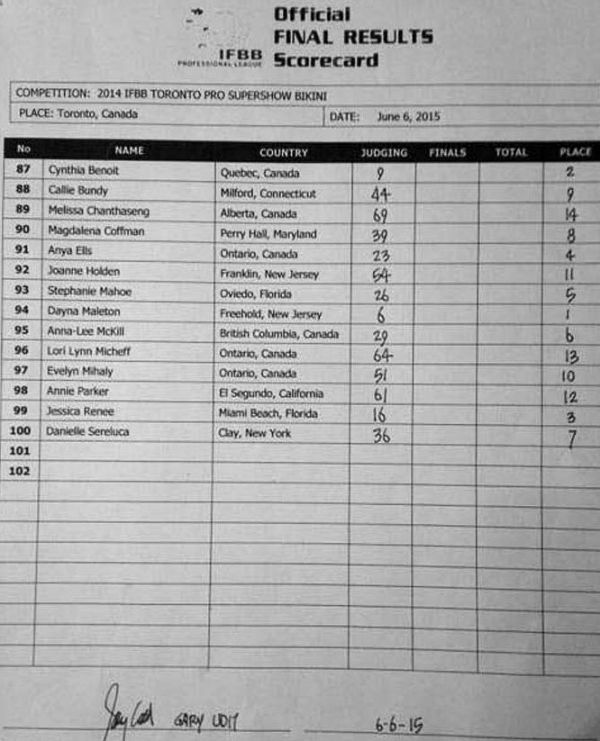 Official
FINAL RESULTS
IFBB
PROFESSIONAL LEAGUE
Scorecard
COMPETITION: 2014 IFBB TORONTO PRO SUPERSHOW BIKINI
PLACE: Toronto, Canada DATE: June 6, 2015
No NAME COUNTRY JUDGING FINALS TOTAL PLACE
87 Cynthia Benoit Quebec, Canada 9 2
88 Callie Bundy Milford, Connecticut 44 9
89 Melissa Chanthaseng Alberta, Canada 69 14
90 Magdalena Coffman Perry Hall, Maryland 39 8
91 Anya Ells Ontario, Canada 23 4
92 Joanne Holden Franklin, New Jersey 54 11
93 Stephanie Mahoe Oviedo, Florida 26 5
94 Dayna Maleton Freehold, New Jersey 6 1
95 Anna-Lee McKill British Columbia, Canada 29 6
96 Lori Lynn Micheff Ontario, Canada 64 13
97 Evelyn Mihaly Ontario, Canada 51 10
98 Annie Parker El Segundo, California 61 12
99 Jessica Renee Miami Beach, Florida 16 3
100 Danielle Sereluca Clay, New York 36 7
101
102
GARY UDIT 6-6-15